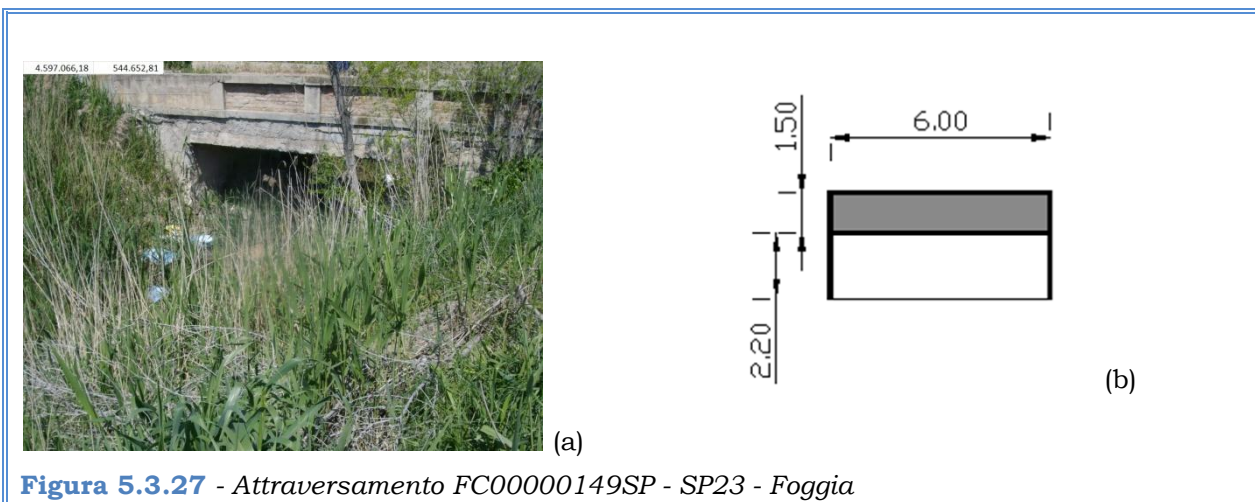 4.597.066,18 544.652,81
1.50
6.00
2.20
(a)
(b)
Figura 5.3.27 - Attraversamento FC00000149SP - SP23 - Foggia